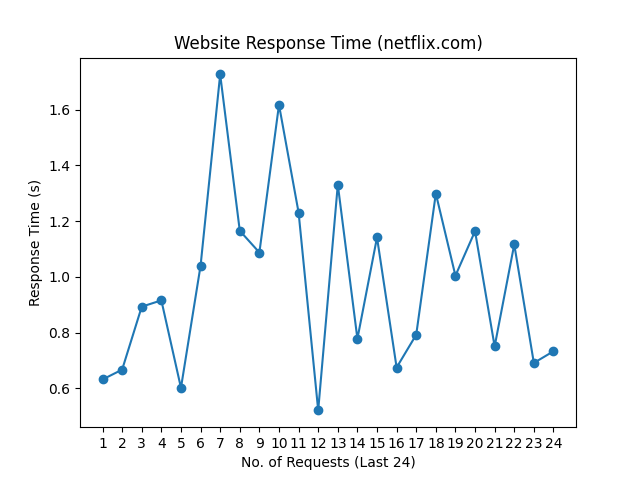 Website Response Time (netflix.com)
Response Time (s)
1.6
1.4
1.2
1.0
0.8
0.6
1 2 3 4 5 6 7 8 9 10 11 12 13 14 15 16 17 18 19 20 21 22 23 24
No. of Requests (Last 24)